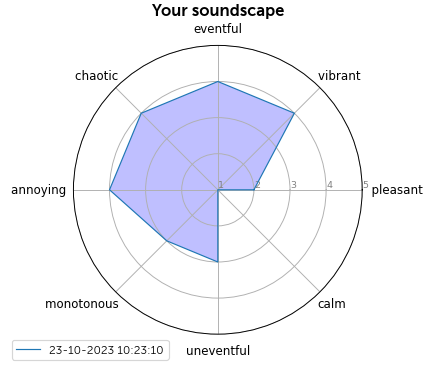 Your soundscape
eventful
chaotic
vibrant
annoying
1
2
3
4
5
pleasant
monotonous
calm
23-10-2023 10:23:10
uneventful